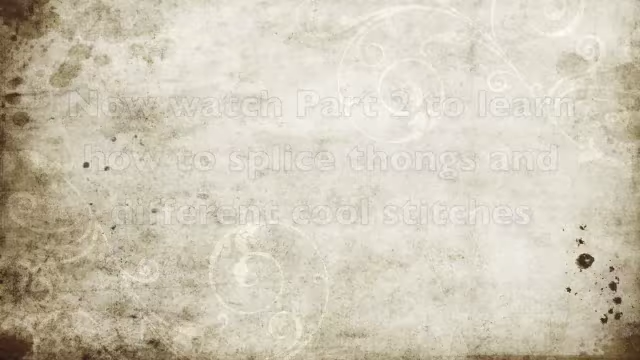 Now watch Part 2 to learn
how to splice thongs and
different cool stitches